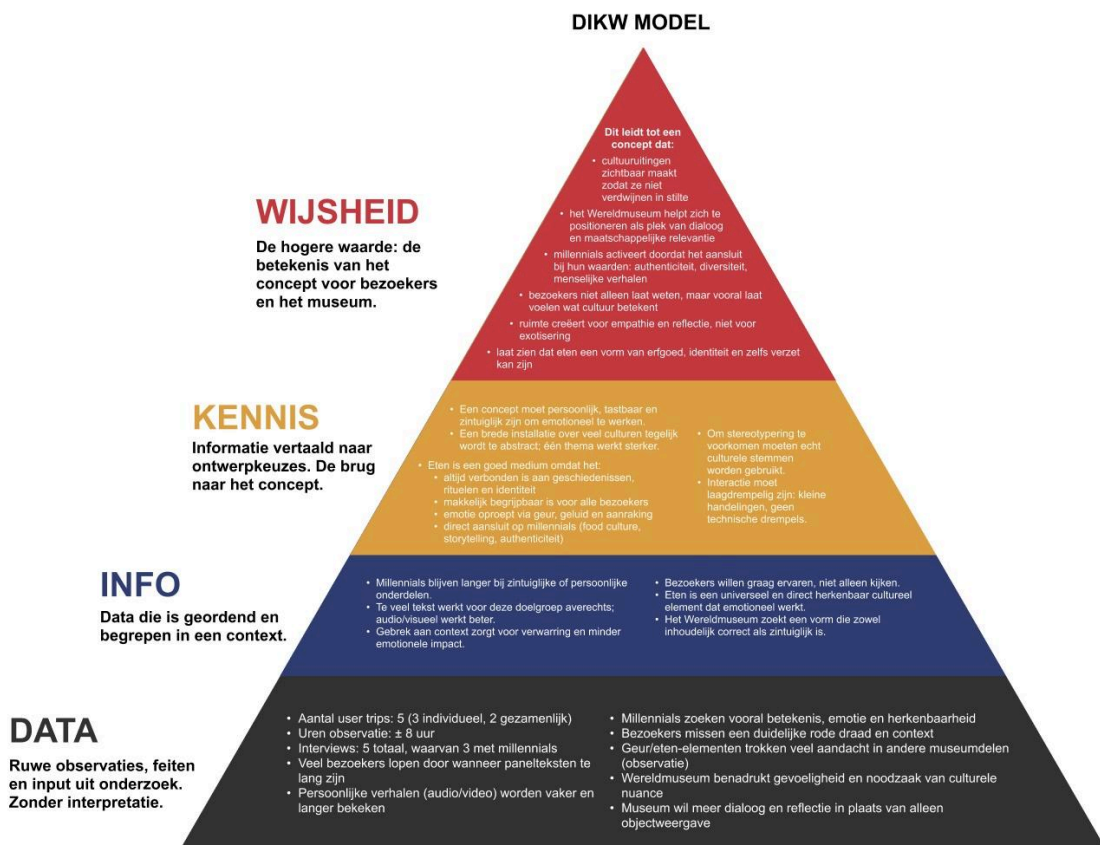 DIKW MODEL
Dit leidt tot een
concept dat:
• cultuuruitingen
zichtbaar maakt
zodat ze niet
verdwijnen in stilte
• het Wereldmuseum helpt zich te
positioneren als plek van dialoog
en maatschappelijke relevantie
• millennials activeert doordat het aansluit
bij hun waarden: authenticiteit, diversiteit,
menselijke verhalen
• bezoekers niet alleen laat weten, maar vooral laat
voelen wat cultuur betekent
• ruimte creëert voor empathie en reflectie, niet voor
exotisering
• laat zien dat eten een vorm van erfgoed, identiteit en zelfs verzet
kan zijn
WIJSHEID
De hogere waarde: de
betekenis van het
concept voor bezoekers
en het museum.
KENNIS
Informatie vertaald naar
ontwerpkeuzes. De brug
naar het concept.
• Een concept moet persoonlijk, tastbaar en
zintuiglijk zijn om emotioneel te werken.
• Een brede installatie over veel culturen tegelijk
wordt te abstract; één thema werkt sterker.
• Eten is een goed medium omdat het:
• altijd verbonden is aan geschiedenissen,
rituelen en identiteit
• makkelijk begrijpbaar is voor alle bezoekers
• emotie oproept via geur, geluid en aanraking
• direct aansluit op millennials (food culture,
storytelling, authenticiteit)
• Om stereotypering te
voorkomen moeten echt
culturele stemmen
worden gebruikt.
• Interactie moet
laagdrempelig zijn: kleine
handelingen, geen
technische drempels.
INFO
Data die is geordend en
begrepen in een context.
• Millennials blijven langer bij zintuiglijke of persoonlijke
onderdelen.
• Te veel tekst werkt voor deze doelgroep averechts;
audio/visueel werkt beter.
• Gebrek aan context zorgt voor verwarring en minder
emotionele impact.
• Bezoekers willen graag ervaren, niet alleen kijken.
• Eten is een universeel en direct herkenbaar cultureel
element dat emotioneel werkt.
• Het Wereldmuseum zoekt een vorm die zowel
inhoudelijk correct als zintuiglijk is.
DATA
Ruwe observaties, feiten
en input uit onderzoek.
Zonder interpretatie.
• Aantal user trips: 5 (3 individueel, 2 gezamenlijk)
• Uren observatie: ± 8 uur
• Interviews: 5 totaal, waarvan 3 met millennials
• Veel bezoekers lopen door wanneer panelteksten te
lang zijn
• Persoonlijke verhalen (audio/video) worden vaker en
langer bekeken
• Millennials zoeken vooral betekenis, emotie en herkenbaarheid
• Bezoekers missen een duidelijke rode draad en context
• Geur/eten-elementen trokken veel aandacht in andere museumdelen
(observatie)
• Wereldmuseum benadrukt gevoeligheid en noodzaak van culturele
nuance
• Museum wil meer dialoog en reflectie in plaats van alleen
objectweergave